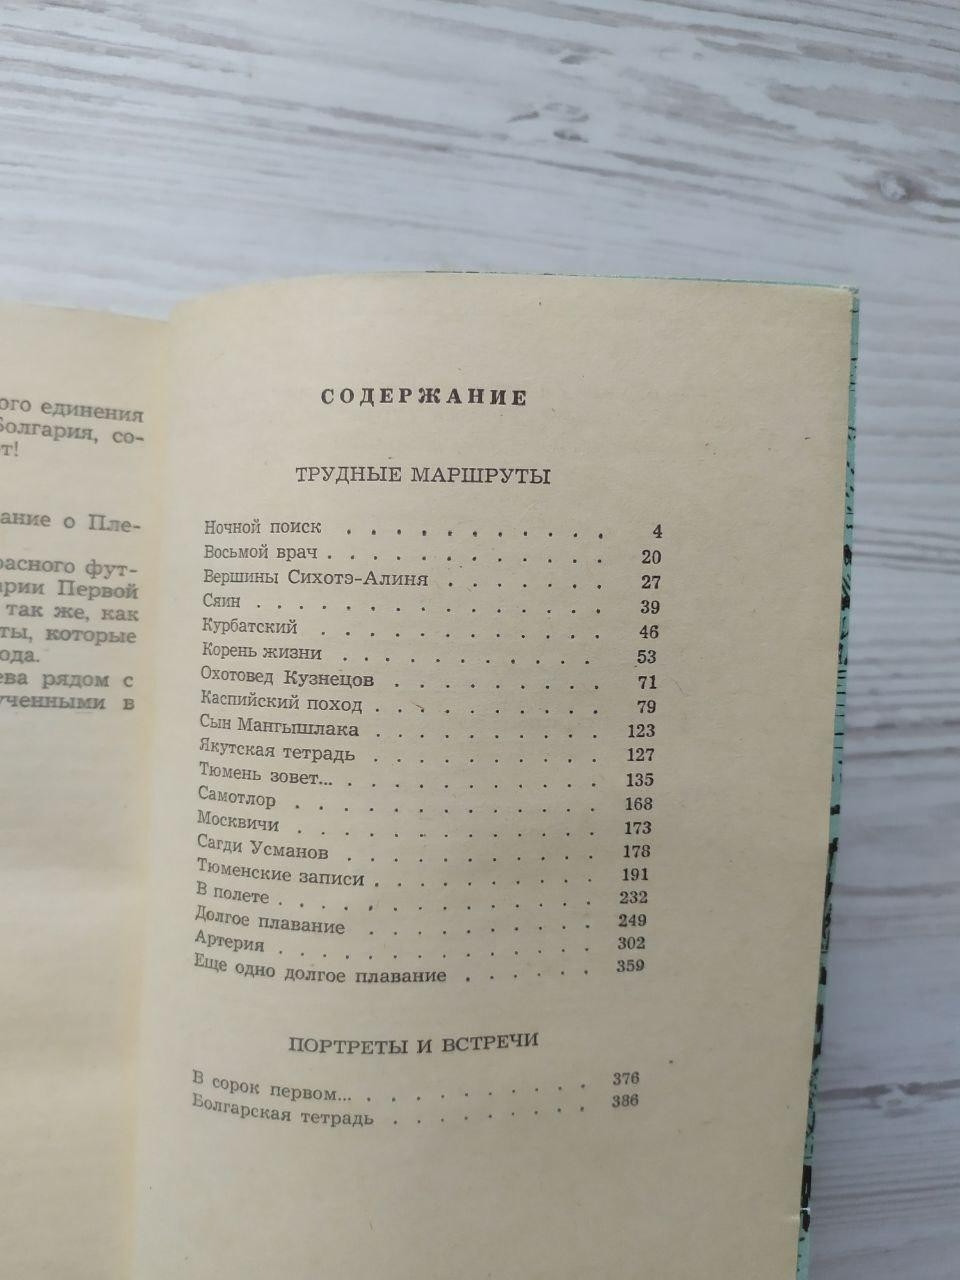 ого единения
Болгария, со-
т!
ание о Пле-
расного фут-
арии Первой
так же, как
ты, которые
ода.
ева рядом с
ученными в
СОДЕРЖАНИЕ
ТРУДНЫЕ МАРШРУТЫ
Ночной поиск . . . . . . . . . . . 4
Восьмой врач . . . . . . . . . . . . 20
Вершины Сихотэ-Алиня . . . . . . . 27
Сяин . . . . . . . . . . . . . . . 39
Курбатский . . . . . . . . . . . . 46
Корень жизни . . . . . . . . . . . 53
Охотовед Кузнецов . . . . . . . . . 71
Каспийский поход . . . . . . . . . . 79
Сын Мангышлака . . . . . . . . . . 123
Якутская тетрадь . . . . . . . . . . 127
Тюмень зовет... . . . . . . . . . . . 135
Самотлор . . . . . . . . . . . . . 168
Москвичи . . . . . . . . . . . . . 173
Сагди Усманов . . . . . . . . . . . 178
Тюменские записи . . . . . . . . . . 191
В полете . . . . . . . . . . . . . . 232
Долгое плавание . . . . . . . . . . 249
Артерия . . . . . . . . . . . . . . 302
Еще одно долгое плавание . . . . . . 359
ПОРТРЕТЫ И ВСТРЕЧИ
В сорок первом... . . . . . . . . . . 376
Болгарская тетрадь . . . . . . . . . 386